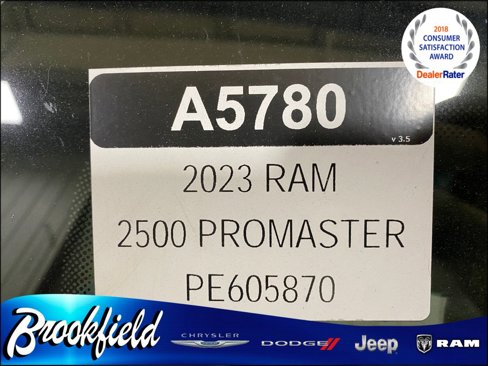 2018
CONSUMER
SATISFACTION
AWARD
DealerRater
A5780
v 3.5
2023 RAM
2500 PROMASTER
PE605870
Brookfield
CHRYSLER DODGE Jeep RAM